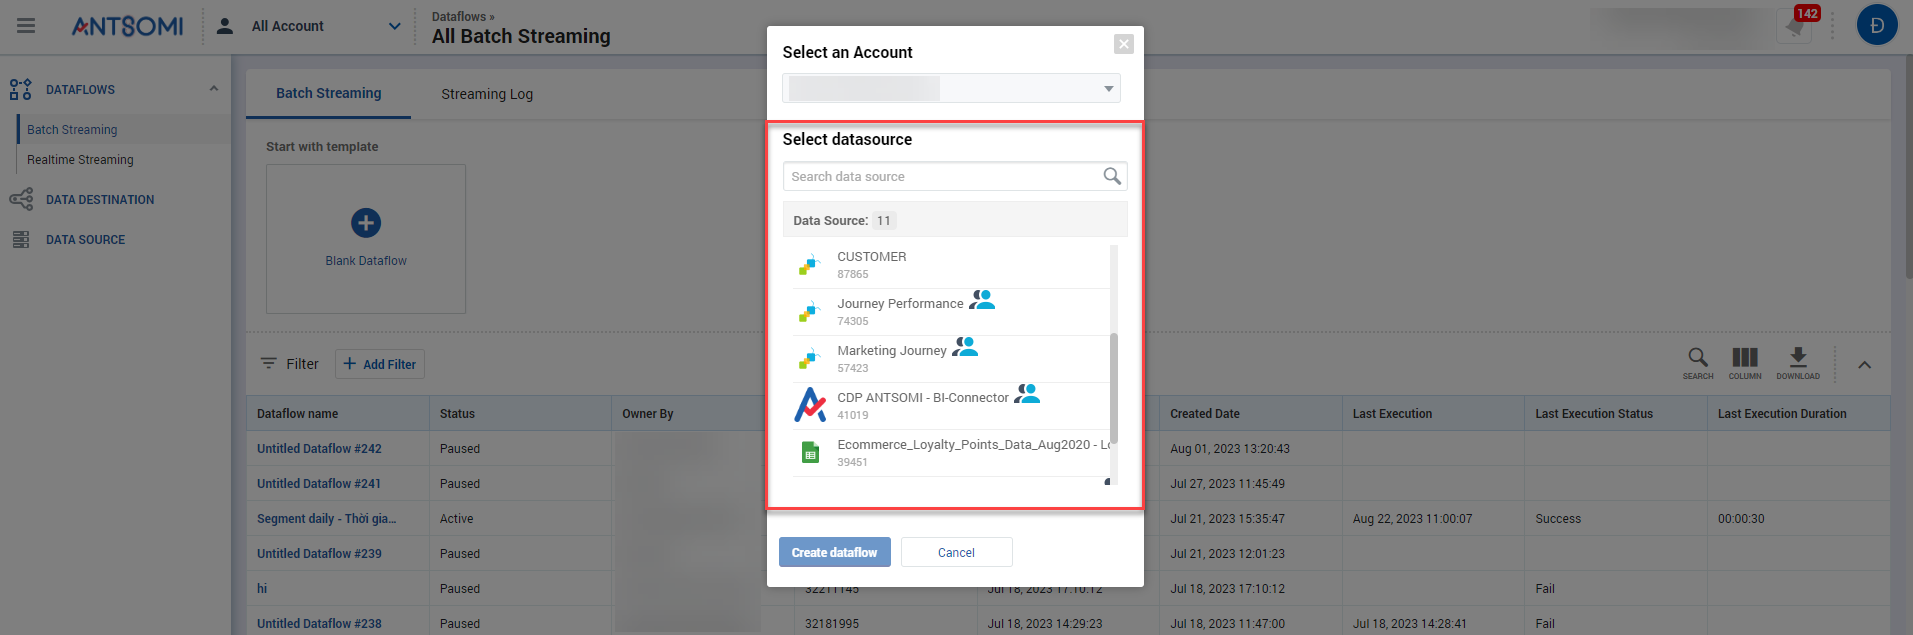 ANTSOMI
All Account
Dataflows »
All Batch Streaming
142
Đ
DATAFLOWS
Batch Streaming
Realtime Streaming
DATA DESTINATION
DATA SOURCE
Batch Streaming
Streaming Log
Start with template
Blank Dataflow
Filter
Add Filter
SEARCH
COLUMN
DOWNLOAD
Dataflow name
Status
Owner By
Created Date
Last Execution
Last Execution Status
Last Execution Duration
Untitled Dataflow #242
Paused
Aug 01, 2023 13:20:43
Untitled Dataflow #241
Paused
Jul 27, 2023 11:45:49
Segment daily - Thời gia...
Active
Jul 21, 2023 15:35:47
Aug 22, 2023 11:00:07
Success
00:00:30
Untitled Dataflow #239
Paused
Jul 21, 2023 12:01:23
hi
Paused
32211145
Jul 18, 2023 17:10:12
Jul 18, 2023 17:10:12
Fail
Untitled Dataflow #238
Paused
32181995
Jul 18, 2023 14:29:23
Jul 18, 2023 11:47:00
Jul 18, 2023 14:28:41
Fail
Select an Account
Select datasource
Search data source
Data Source: 11
CUSTOMER
87865
Journey Performance
74305
Marketing Journey
57423
CDP ANTSOMI - BI-Connector
41019
Ecommerce_Loyalty_Points_Data_Aug2020 - Lo
39451
Create dataflow
Cancel